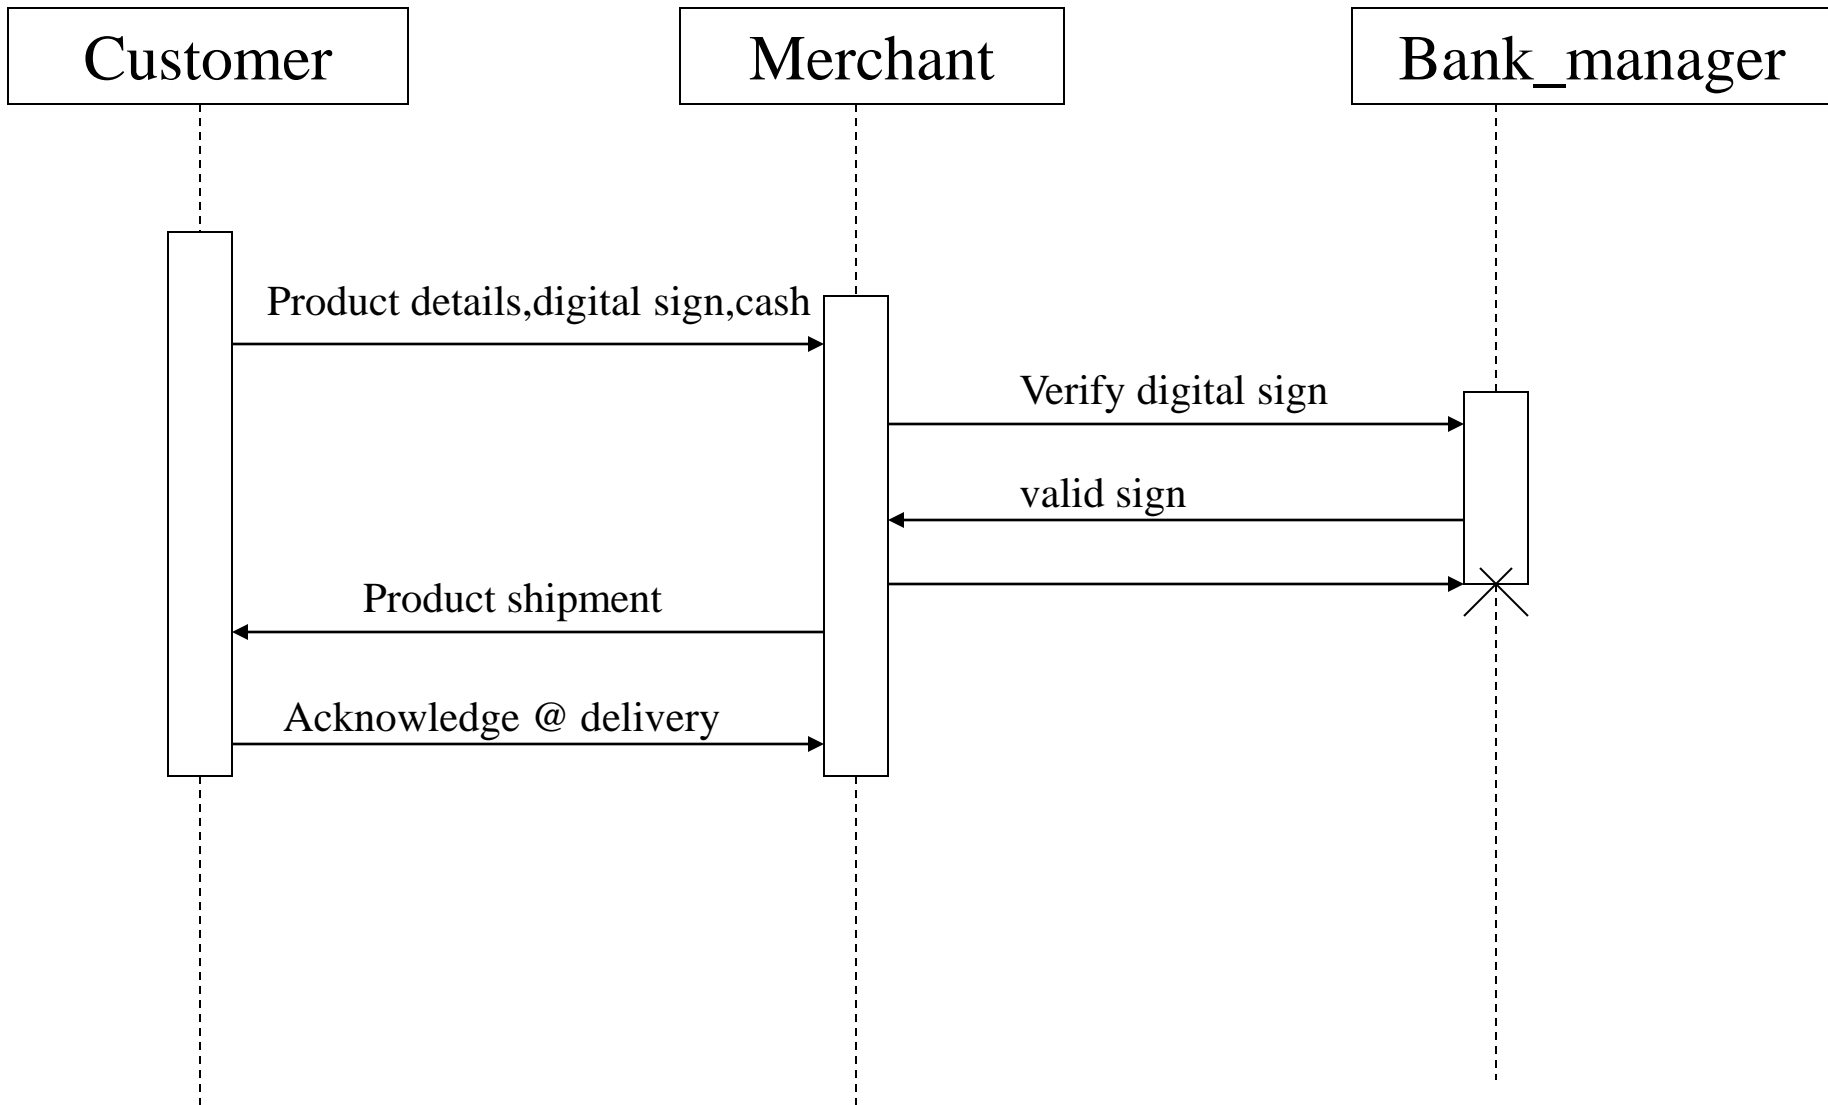 Customer
Merchant
Bank_manager
Product details,digital sign,cash
Verify digital sign
valid sign
Product shipment
Acknowledge @ delivery